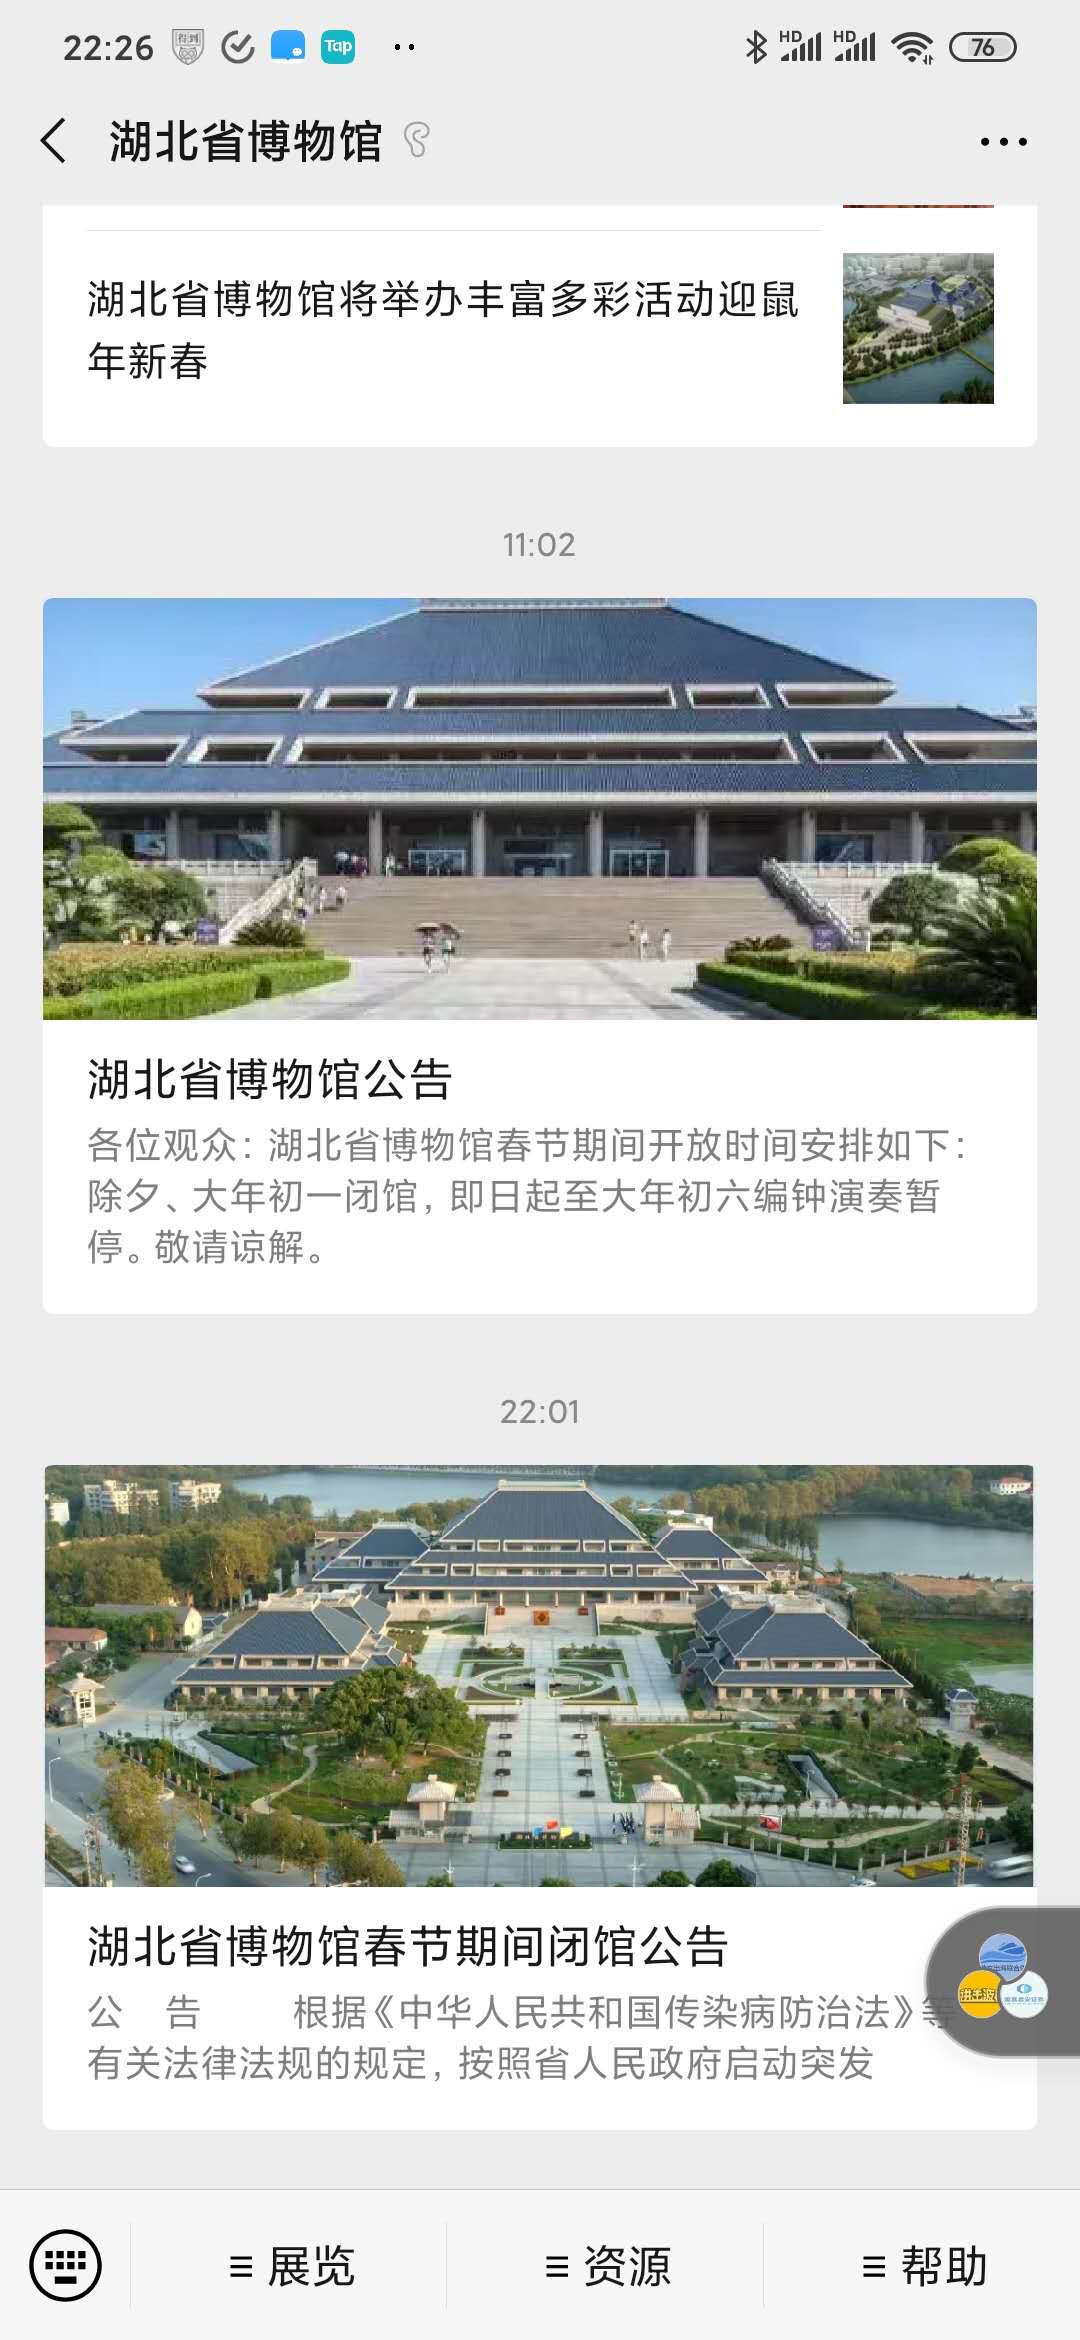 22:26
得到
Tap
HD
HD
76
湖北省博物馆
湖北省博物馆将举办丰富多彩活动迎鼠
年新春
11:02
湖北省博物馆公告
各位观众：湖北省博物馆春节期间开放时间安排如下：
除夕、大年初一闭馆，即日起至大年初六编钟演奏暂
停。敬请谅解。
22:01
湖北省博物馆春节期间闭馆公告
公 告 根据《中华人民共和国传染病防治法》等
有关法律法规的规定，按照省人民政府启动突发
展览
资源
帮助